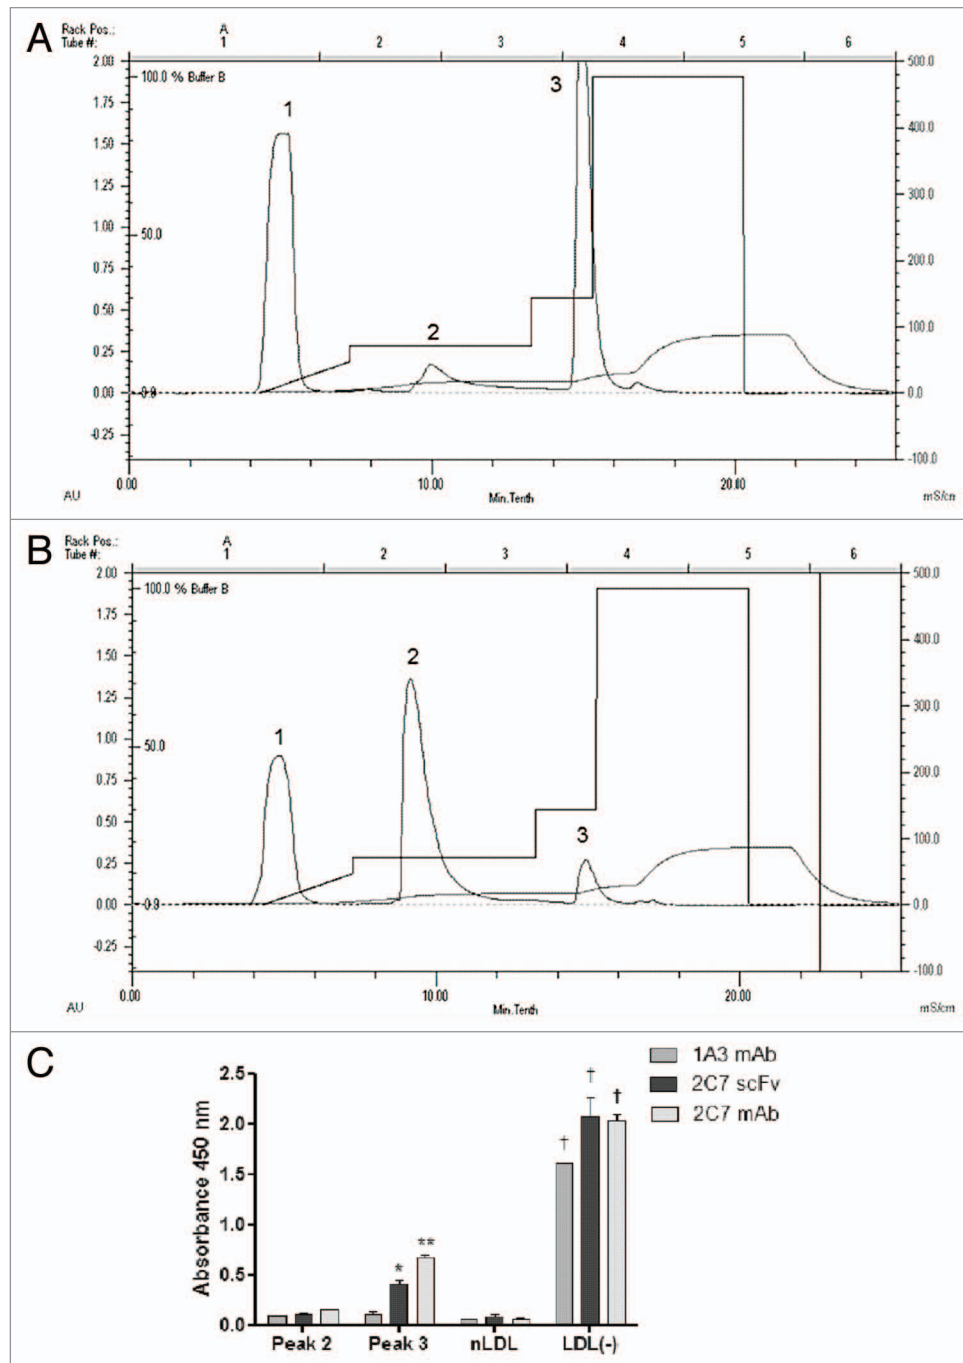 A
Rack Pos.: A
Tube #: 1 2 3 4 5 6
2.00 100.0 % Buffer B 3 500.0
1.75 1
400.0
1.50
1.25 300.0
1.00 50.0
200.0
0.75
0.50 2
100.0
0.25
0.00 0.0 0.0
-0.25
-100.0
0.00 10.00 20.00
AU Min.Tenth mS/cm
B
Rack Pos.: A
Tube #: 1 2 3 4 5 6
2.00 100.0 % Buffer B 500.0
1.75
400.0
1.50 2
1.25 300.0
1.00 1 50.0
200.0
0.75
0.50 3
100.0
0.25
0.00 0.0 0.0
-0.25
-100.0
0.00 10.00 20.00
AU Min.Tenth mS/cm
C
1A3 mAb
2C7 scFv
2C7 mAb
Absorbance 450 nm
2.5
2.0
1.5
1.0
0.5
0.0
* ** † † †
Peak 2 Peak 3 nLDL LDL(-)